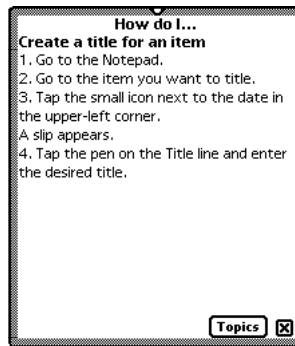 How do I...
Create a title for an item
1. Go to the Notepad.
2. Go to the item you want to title.
3. Tap the small icon next to the date in
the upper-left corner.
A slip appears.
4. Tap the pen on the Title line and enter
the desired title.
Topics